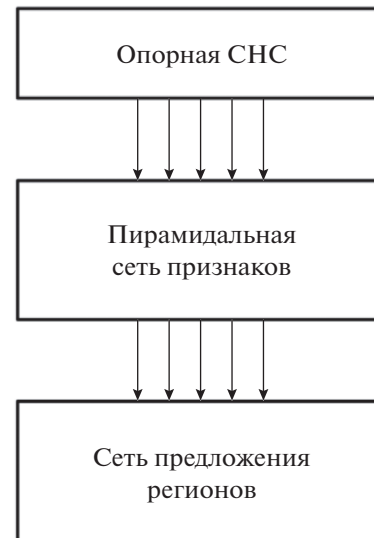 Опорная СНС
Пирамидальная
сеть признаков
Сеть предложения
регионов